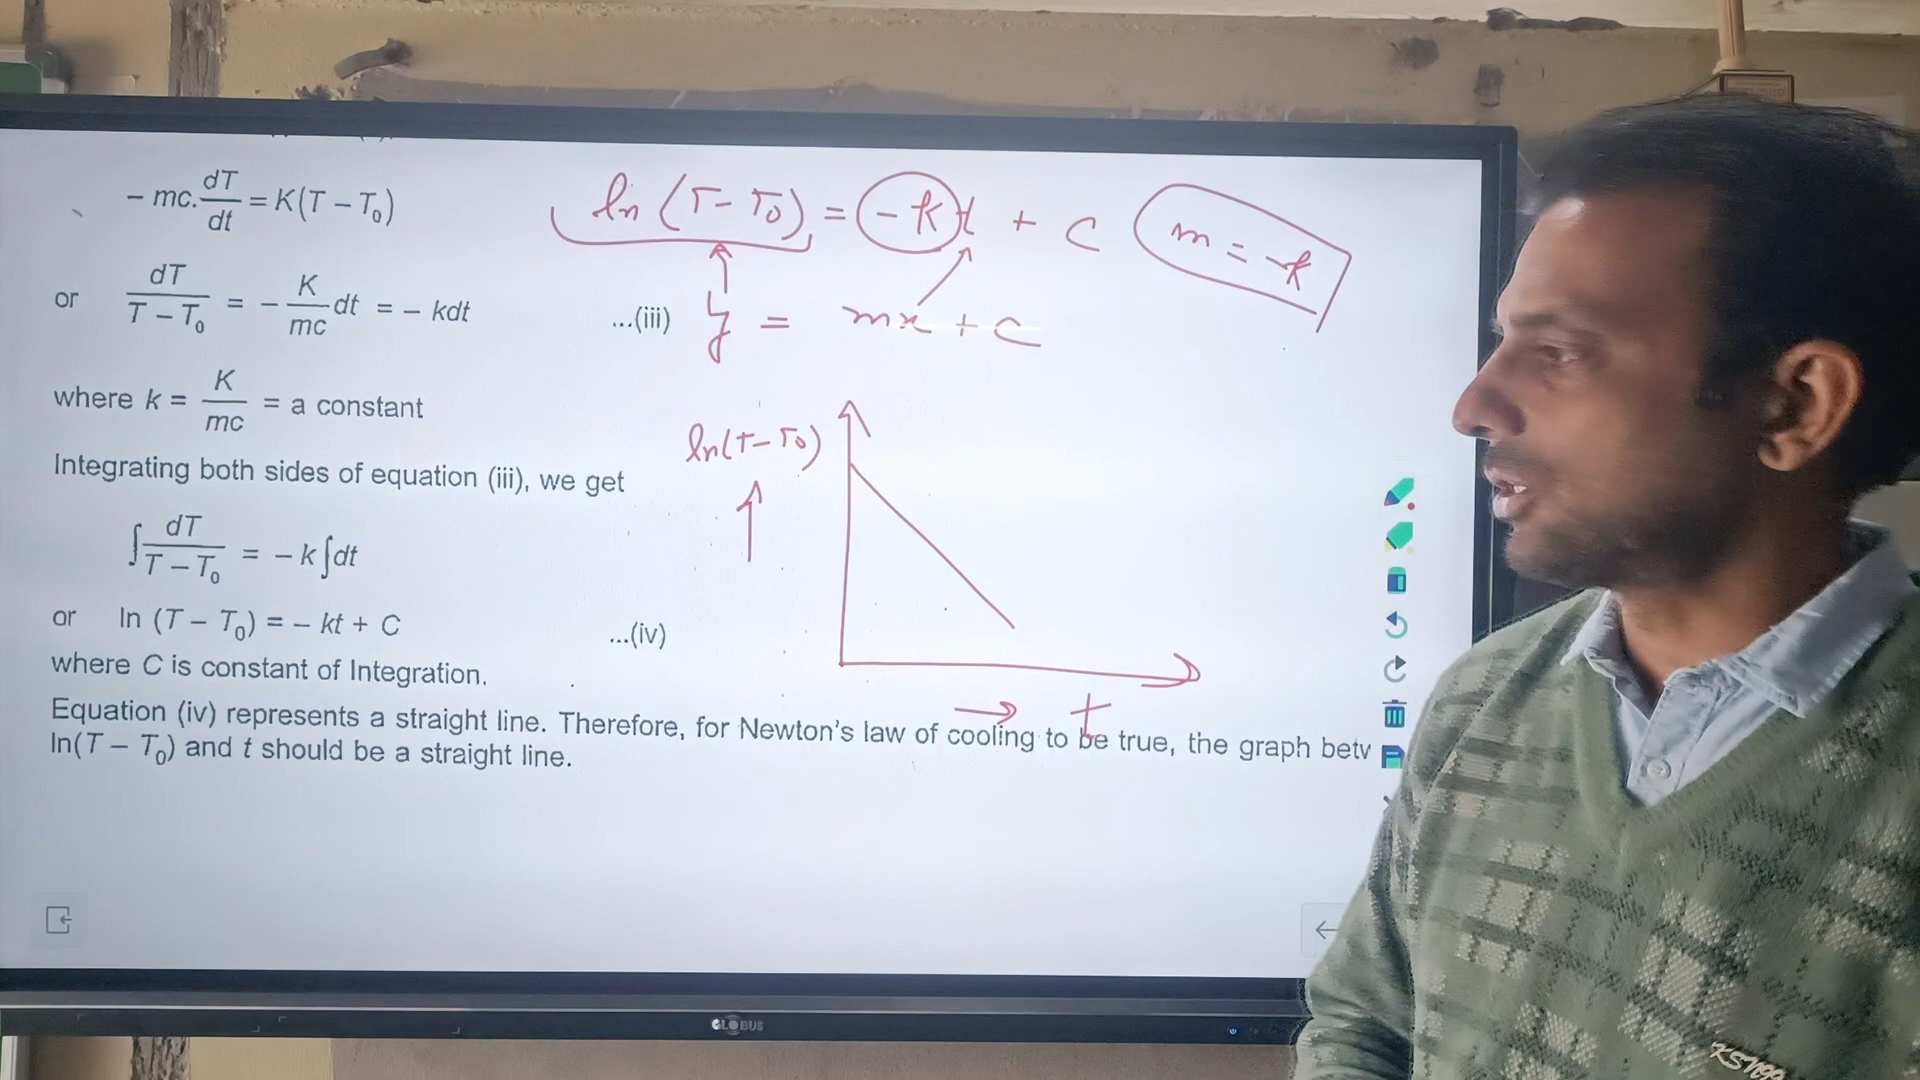 − mc. dT/dt = K(T − T₀)
ln (T − T₀) = −kt + C
m = −k
or dT/(T − T₀) = − K/mc dt = − kdt ...(iii)
y = mx + C
where k = K/mc = a constant
ln(T − T₀)
Integrating both sides of equation (iii), we get
∫ dT/(T − T₀) = − k ∫dt
or ln (T − T₀) = − kt + C ...(iv)
where C is constant of Integration.
t
Equation (iv) represents a straight line. Therefore, for Newton's law of cooling to be true, the graph betw
ln(T − T₀) and t should be a straight line.
GLOBUS